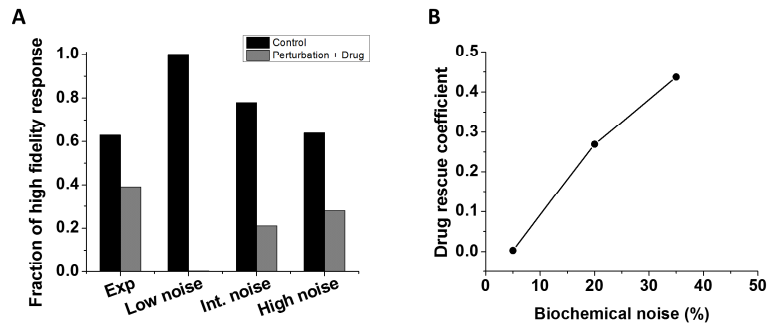 A
Fraction of high fidelity response
1.0
0.8
0.6
0.4
0.2
0.0
Control
Perturbation + Drug
Exp
Low noise
Int. noise
High noise
B
Drug rescue coefficient
0.5
0.4
0.3
0.2
0.1
0.0
0 10 20 30 40 50
Biochemical noise (%)